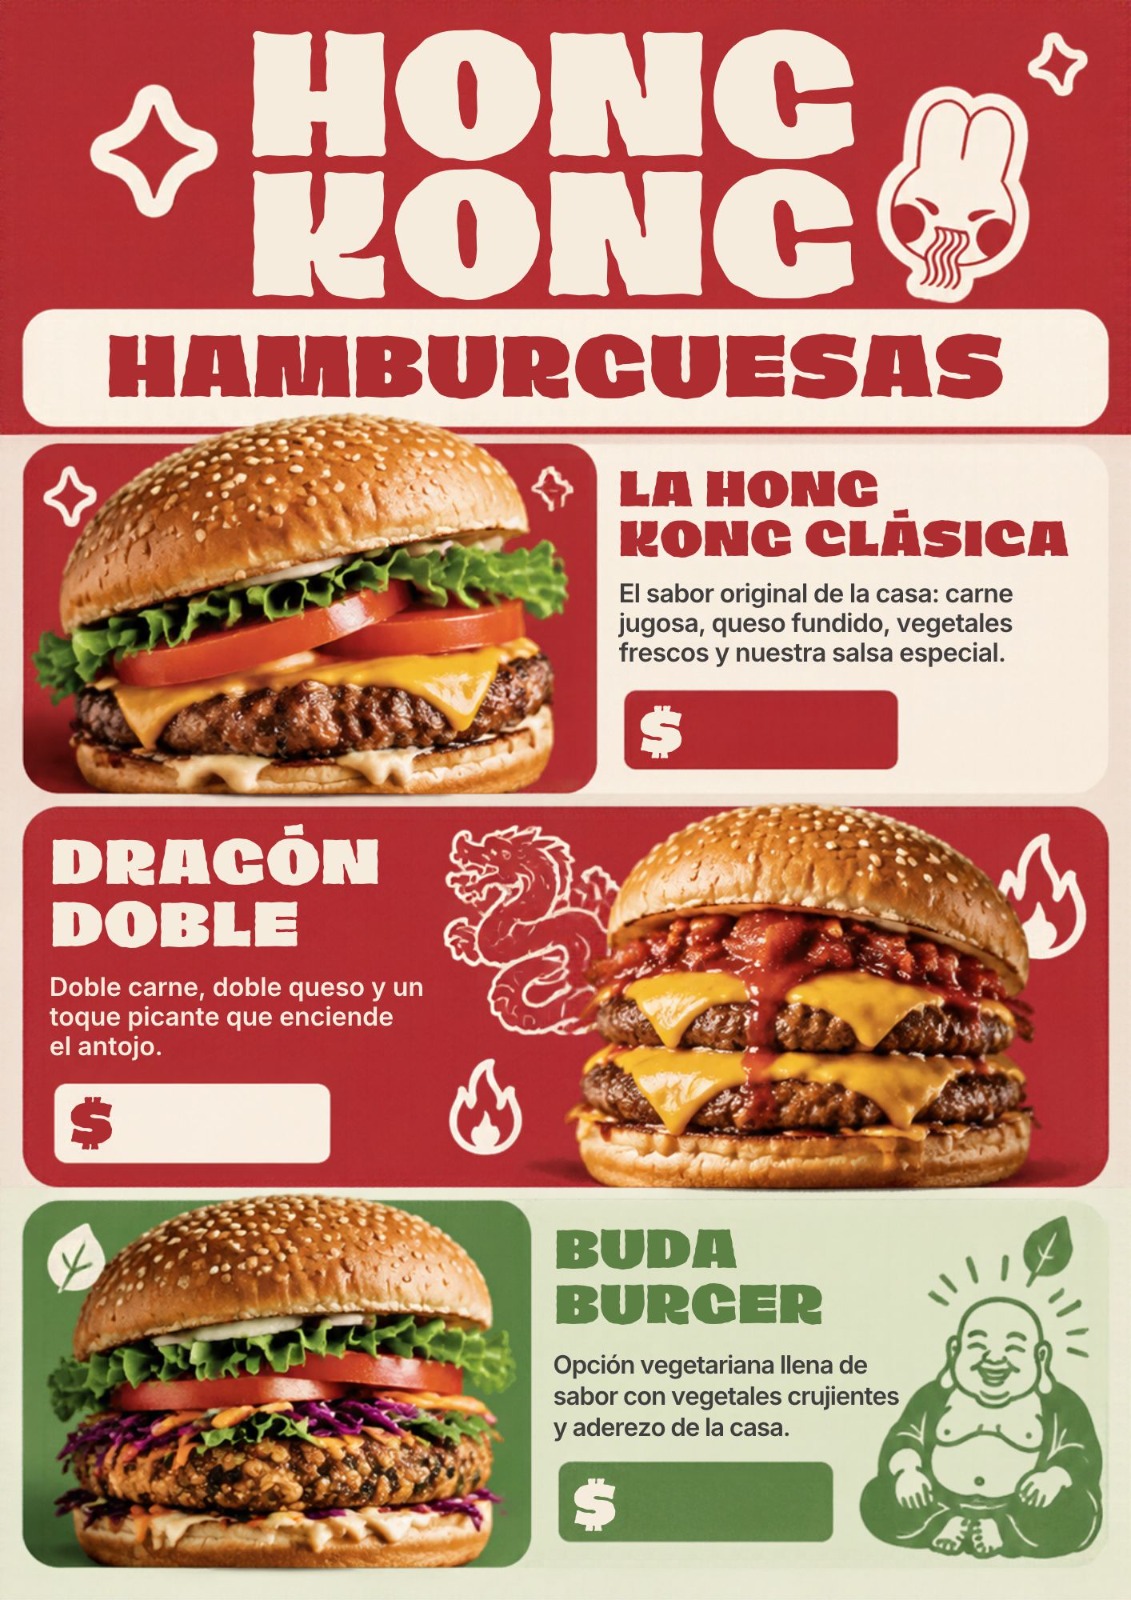 HONG
KONG
HAMBURGUESAS
LA HONG
KONG CLÁSICA
El sabor original de la casa: carne
jugosa, queso fundido, vegetales
frescos y nuestra salsa especial.
$
DRAGÓN
DOBLE
Doble carne, doble queso y un
toque picante que enciende
el antojo.
$
BUDA
BURGER
Opción vegetariana llena de
sabor con vegetales crujientes
y aderezo de la casa.
$